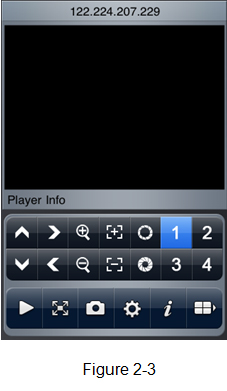 122.224.207.229
Player Info
1 2
3 4
i
Figure 2-3